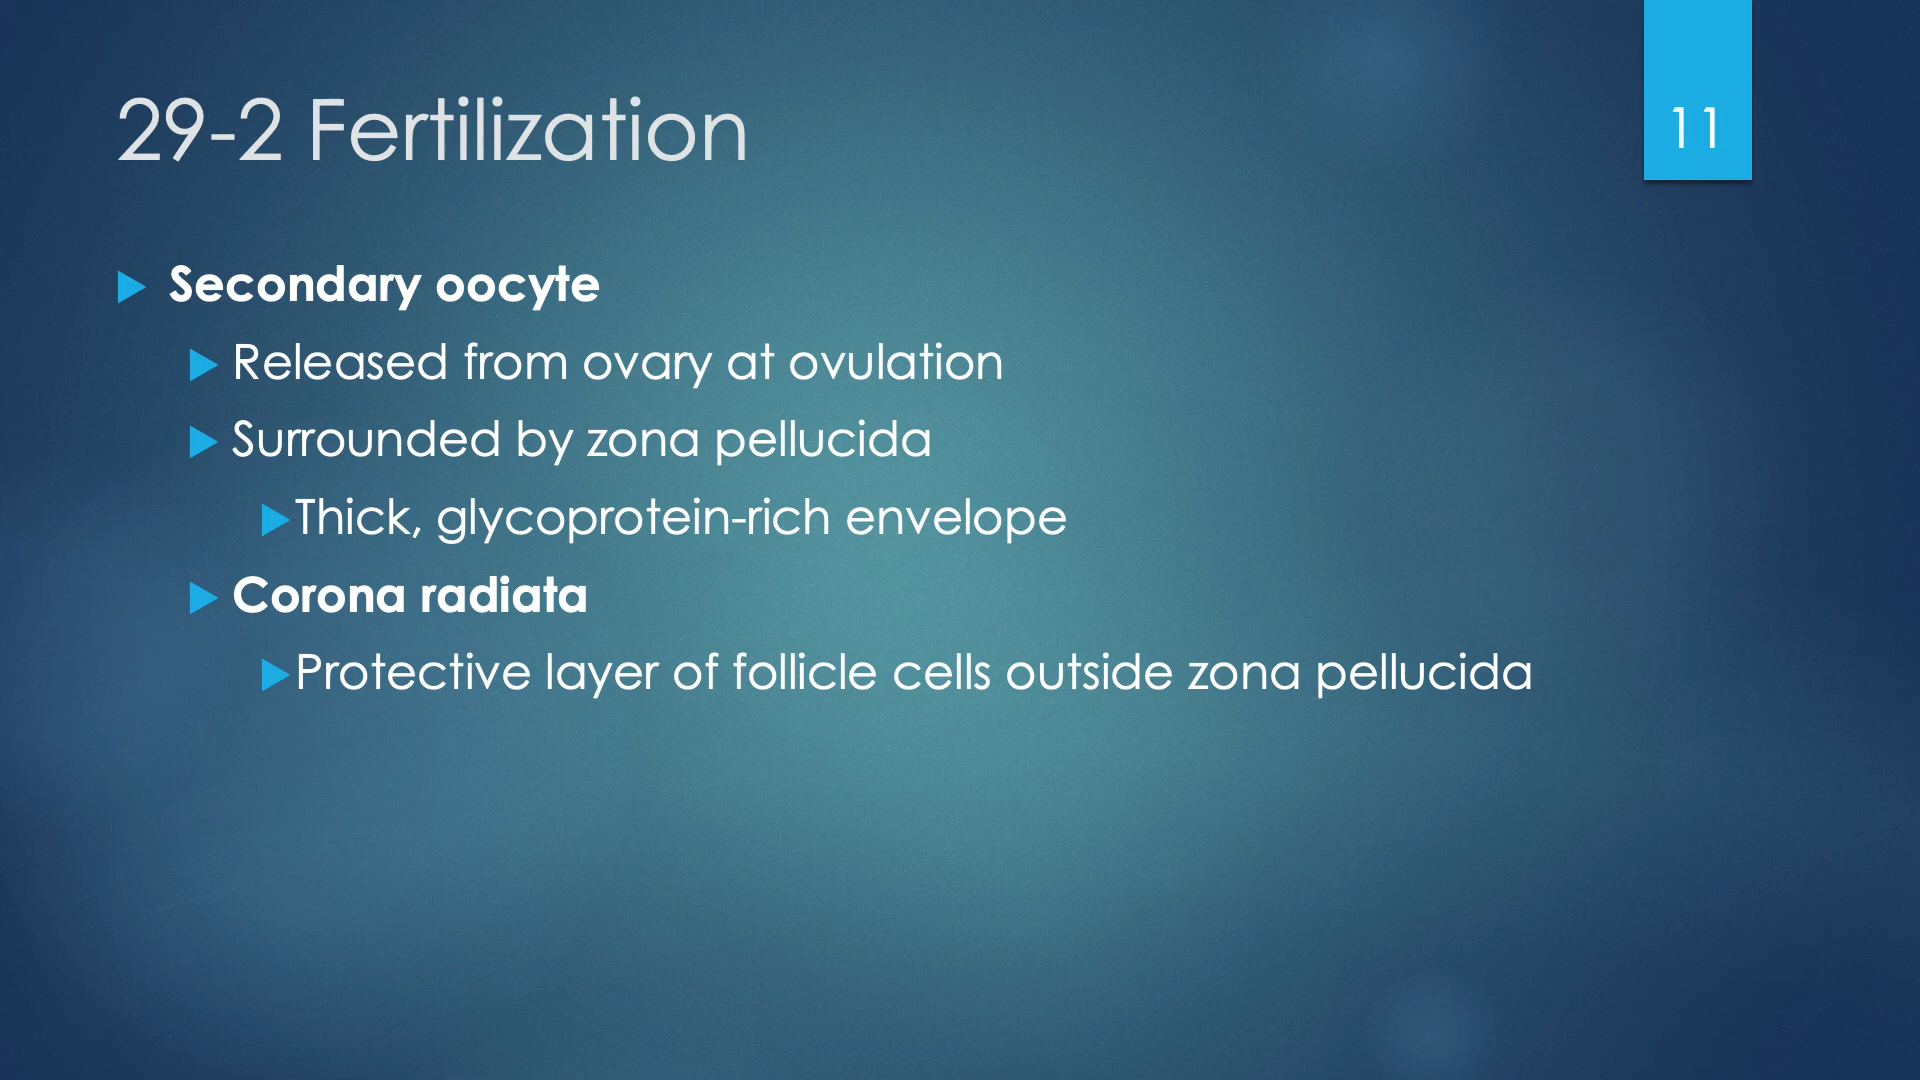 29-2 Fertilization
11
Secondary oocyte
Released from ovary at ovulation
Surrounded by zona pellucida
Thick, glycoprotein-rich envelope
Corona radiata
Protective layer of follicle cells outside zona pellucida